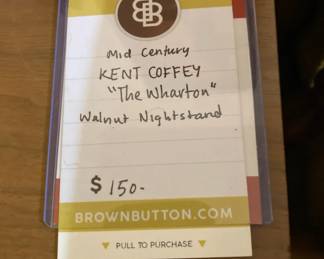 BB
Mid Century
KENT COFFEY
"The Wharton"
Walnut Nightstand
$150-
BROWNBUTTON.COM
▼ PULL TO PURCHASE ▼